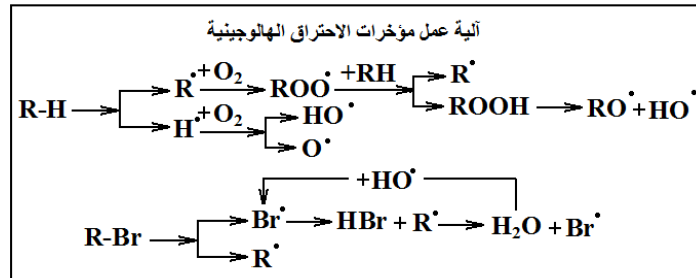 آلية عمل مؤخرات الاحتراق الهالوجينية
R-H → R• +O₂ → ROO• +RH → R•
ROOH → RO• + HO•
H• +O₂ → HO•
O•
+HO•
R-Br → Br• → HBr + R• → H₂O + Br•
R•